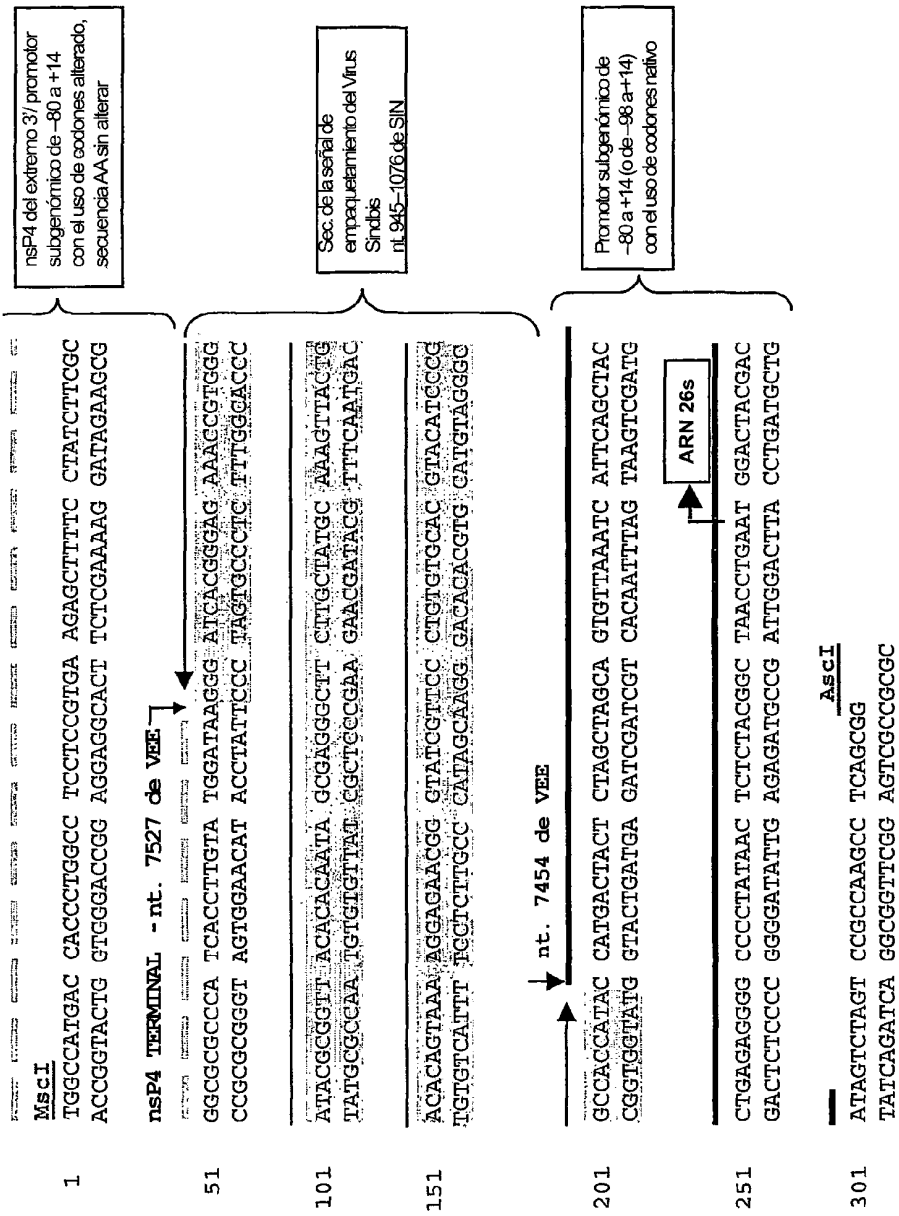 MscI
1 TGGCCATGAC CACCCTGGCC TCCTCCGTGA AGAGCTTTTC CTATCTTCGC
ACCGGTACTG GTGGGACCGG AGGAGGCACT TCTCGAAAAG GATAGAAGCG
nsP4 del extremo 3'/ promotor
subgenómico de –80 a +14
con el uso de codones alterado,
secuencia AA sin alterar
nsP4 TERMINAL - nt. 7527 de VEE
51 GGCGCGCCCA TCACCTTGTA TGGATAAGGG ATCACGGGAG AAACCGTGGG
CCGCGCGGGT AGTGGAACAT ACCTATTCCC TAGTGCCCTC TTTGGCACCC
101 ATACGCGGTT ACACACAATA GCGAGGGCTT CTTGCTATGC AAAGTTACTG
TATGCGCCAA TGTGTGTTAT CGCTCCCGAA GAACGATACG TTTCAATGAC
151 ACACAGTAAA AGGAGAACGG GTATCGTTCC CTGTGTGCAC GTACATCCCG
TGTGTCATTT TCCTCTTGCC CATAGCAAGG GACACACGTG CATGTAGGGC
Sec. de la señal de
empaquetamiento del Virus
Sindbis
nt. 945–1076 de SIN
nt. 7454 de VEE
201 GCCACCATAC CATGACTACT CTAGCTAGCA GTGTTAAATC ATTCAGCTAC
CGGTGGTATG GTACTGATGA GATCGATCGT CACAATTTAG TAAGTCGATG
ARN 26s
251 CTGAGAGGGG CCCCTATAAC TCTCTACGGC TAACCTGAAT GGACTACGAC
GACTCTCCCC GGGGATATTG AGAGATGCCG ATTGGACTTA CCTGATGCTG
Promotor subgenómico de
–80 a +14 (o de –98 a +14)
con el uso de codones nativo
AscI
301 ATAGTCTAGT CCGCCAAGCC TCAGCGG
TATCAGATCA GGCGGTTCGG AGTCGCCGCGC